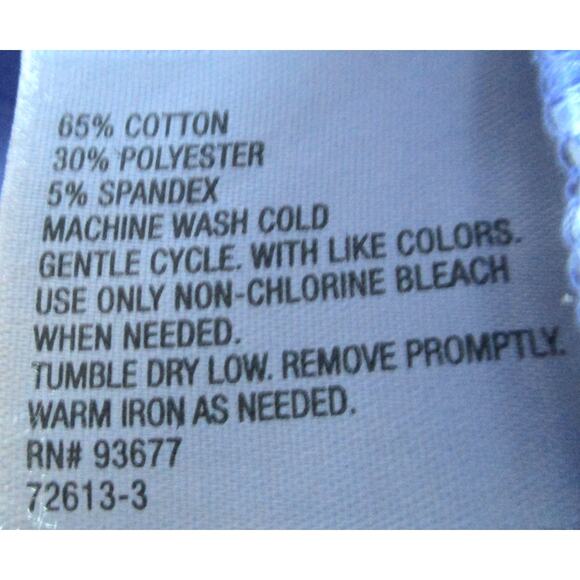 65% COTTON
30% POLYESTER
5% SPANDEX
MACHINE WASH COLD
GENTLE CYCLE. WITH LIKE COLORS.
USE ONLY NON-CHLORINE BLEACH
WHEN NEEDED.
TUMBLE DRY LOW. REMOVE PROMPTLY.
WARM IRON AS NEEDED.
RN# 93677
72613-3